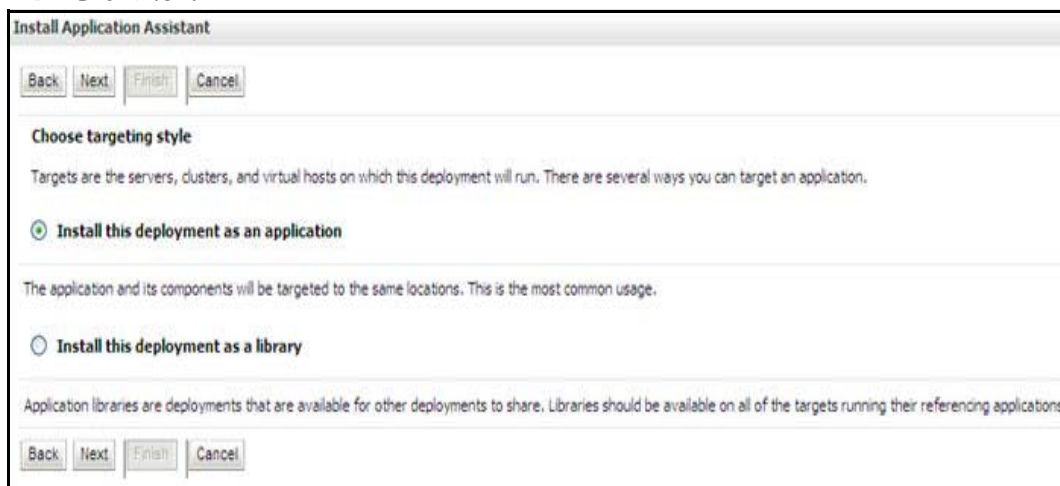 Install Application Assistant
Back Next Finish Cancel
Choose targeting style
Targets are the servers, clusters, and virtual hosts on which this deployment will run. There are several ways you can target an application.
Install this deployment as an application
The application and its components will be targeted to the same locations. This is the most common usage.
Install this deployment as a library
Application libraries are deployments that are available for other deployments to share. Libraries should be available on all of the targets running their referencing applications
Back Next Finish Cancel